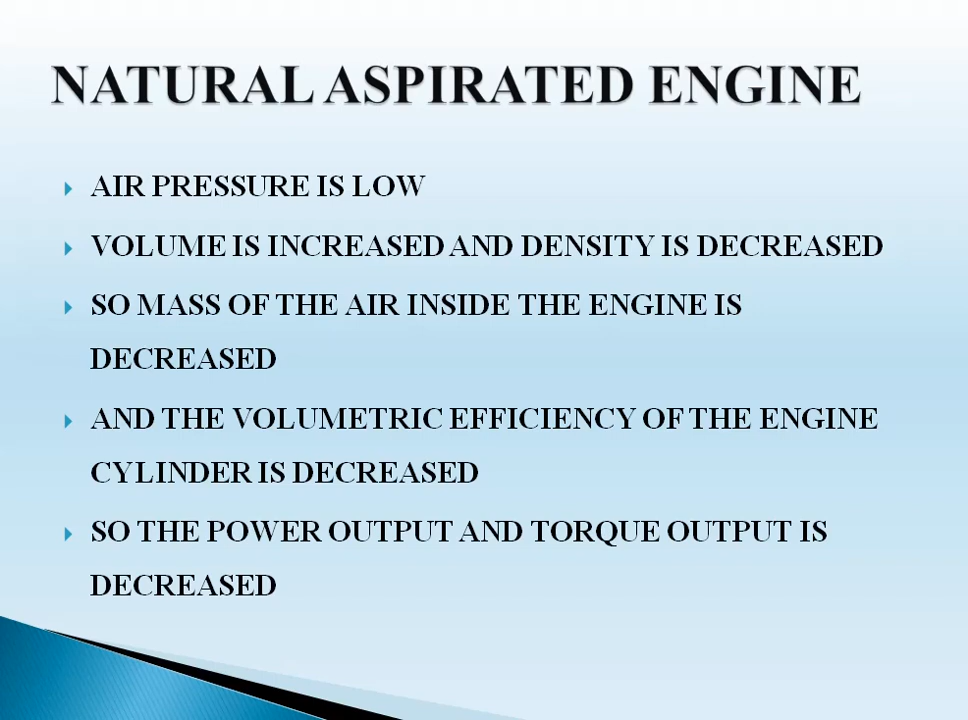 NATURAL ASPIRATED ENGINE
AIR PRESSURE IS LOW
VOLUME IS INCREASED AND DENSITY IS DECREASED
SO MASS OF THE AIR INSIDE THE ENGINE IS
DECREASED
AND THE VOLUMETRIC EFFICIENCY OF THE ENGINE
CYLINDER IS DECREASED
SO THE POWER OUTPUT AND TORQUE OUTPUT IS
DECREASED